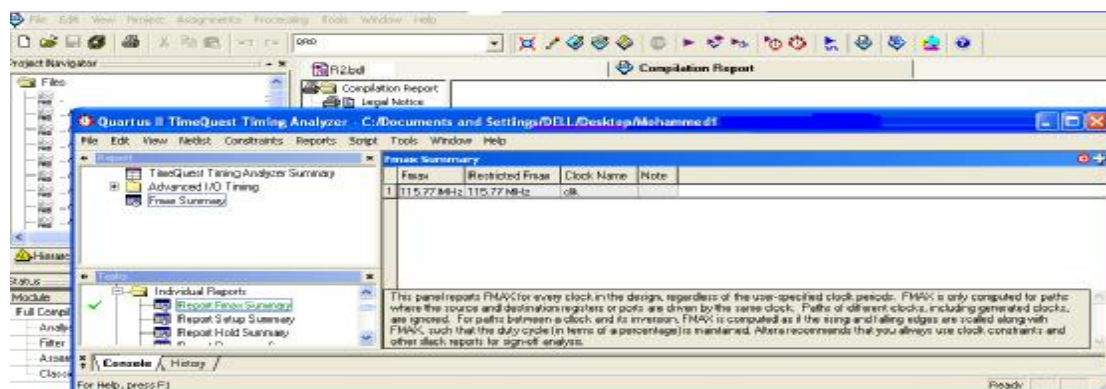 File Edit View Project Assignments Processing Tools Window Help
Project Navigator
Files
R2.bdf
Compilation Report
Compilation Report
Legal Notice
Quartus II TimeQuest Timing Analyzer - C:/Documents and Settings/DELL/Desktop/Mohammed1
File Edit View Netlist Constraints Reports Script Tools Window Help
Report
TimeQuest Timing Analyzer Summary
Advanced I/O Timing
Fmax Summary
Fmax Summary
Fmax Restricted Fmax Clock Name Note
1 115.77 MHz 115.77 MHz clk
Tasks
Individual Reports
Report Fmax Summary
Report Setup Summary
Report Hold Summary
This panel reports FMAX for every clock in the design, regardless of the user-specified clock periods. FMAX is only computed for paths
where the source and destination registers or ports are driven by the same clock. Paths of different clocks, including generated clocks,
are ignored. For paths between a clock and its inversion, FMAX is computed as if the rising and falling edges are scaled along with
FMAX, such that the duty cycle (in terms of a percentage) is maintained. Altera recommends that you always use clock constraints and
other slack reports for sign-off analysis.
Status
Module
Full Compil
Fitter
Console History
For Help, press F1
Ready